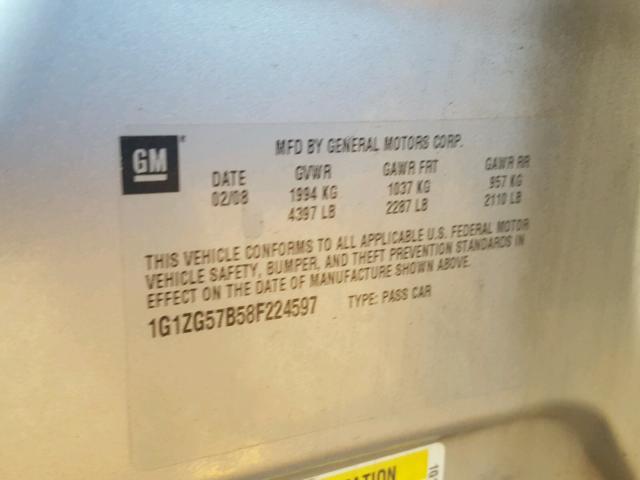 GM
MFD BY GENERAL MOTORS CORP.
DATE GVWR GAWR FRT GAWR RR
02/08 1994 KG 1037 KG 957 KG
4397 LB 2287 LB 2110 LB
THIS VEHICLE CONFORMS TO ALL APPLICABLE U.S. FEDERAL MOTOR
VEHICLE SAFETY, BUMPER, AND THEFT PREVENTION STANDARDS IN
EFFECT ON THE DATE OF MANUFACTURE SHOWN ABOVE.
1G1ZG57B58F224597 TYPE: PASS CAR